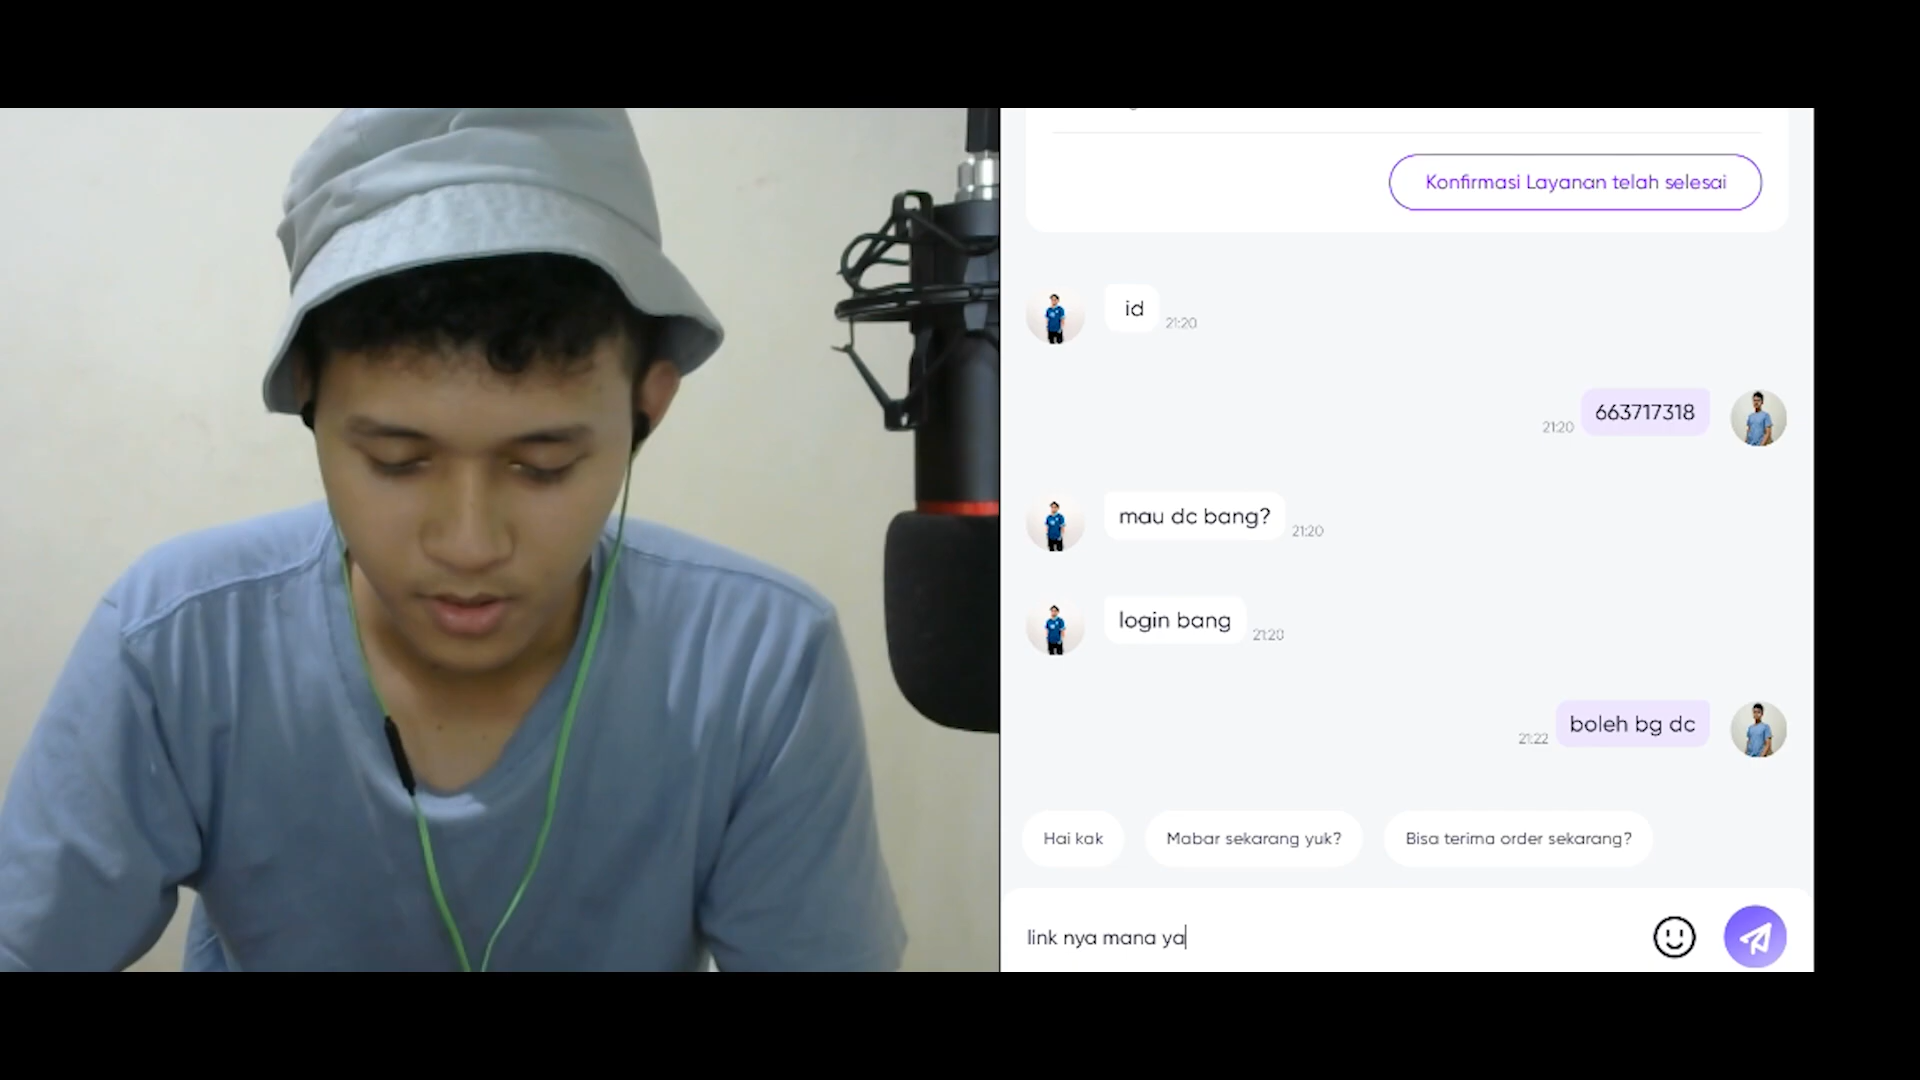 Konfirmasi Layanan telah selesai
id
21:20
663717318
21:20
mau dc bang?
21:20
login bang
21:20
boleh bg dc
21:22
Hai kak
Mabar sekarang yuk?
Bisa terima order sekarang?
link nya mana ya